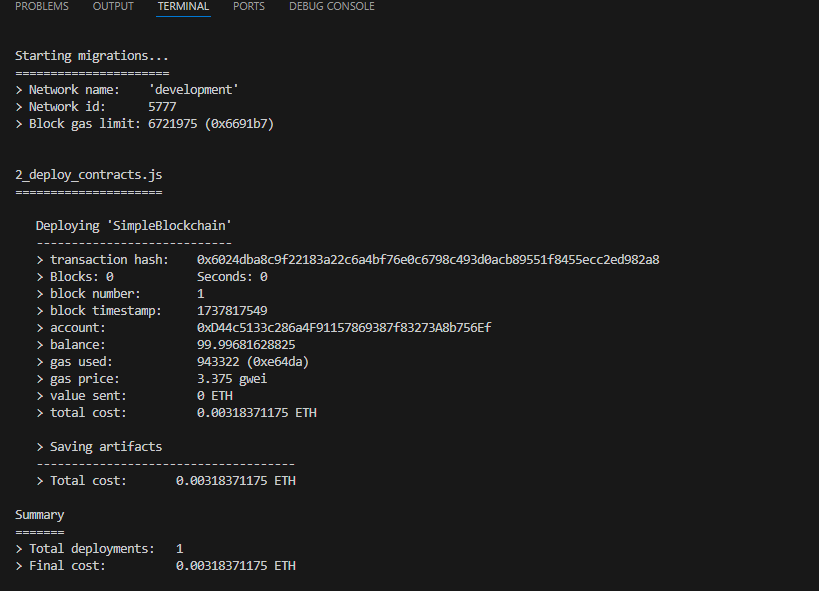 PROBLEMS OUTPUT TERMINAL PORTS DEBUG CONSOLE
Starting migrations...
======================
> Network name: 'development'
> Network id: 5777
> Block gas limit: 6721975 (0x6691b7)
2_deploy_contracts.js
=====================
Deploying 'SimpleBlockchain'
----------------------------
> transaction hash: 0x6024dba8c9f22183a22c6a4bf76e0c6798c493d0acb89551f8455ecc2ed982a8
> Blocks: 0 Seconds: 0
> block number: 1
> block timestamp: 1737817549
> account: 0xD44c5133c286a4F91157869387f83273A8b756Ef
> balance: 99.99681628825
> gas used: 943322 (0xe64da)
> gas price: 3.375 gwei
> value sent: 0 ETH
> total cost: 0.00318371175 ETH
> Saving artifacts
-------------------------------------
> Total cost: 0.00318371175 ETH
Summary
=======
> Total deployments: 1
> Final cost: 0.00318371175 ETH